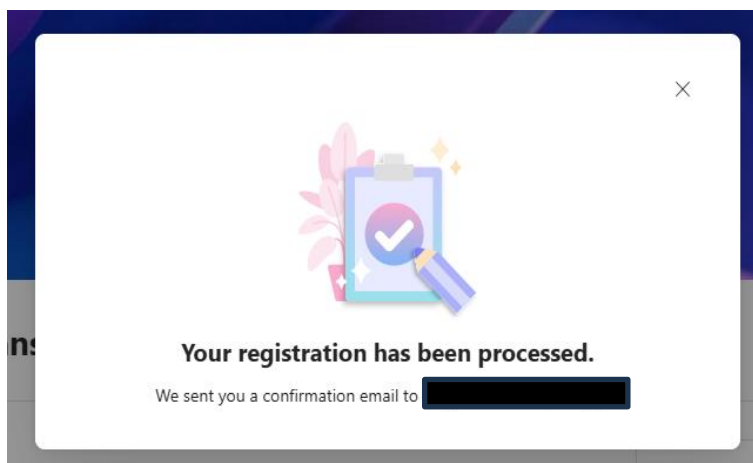 Your registration has been processed.
We sent you a confirmation email to